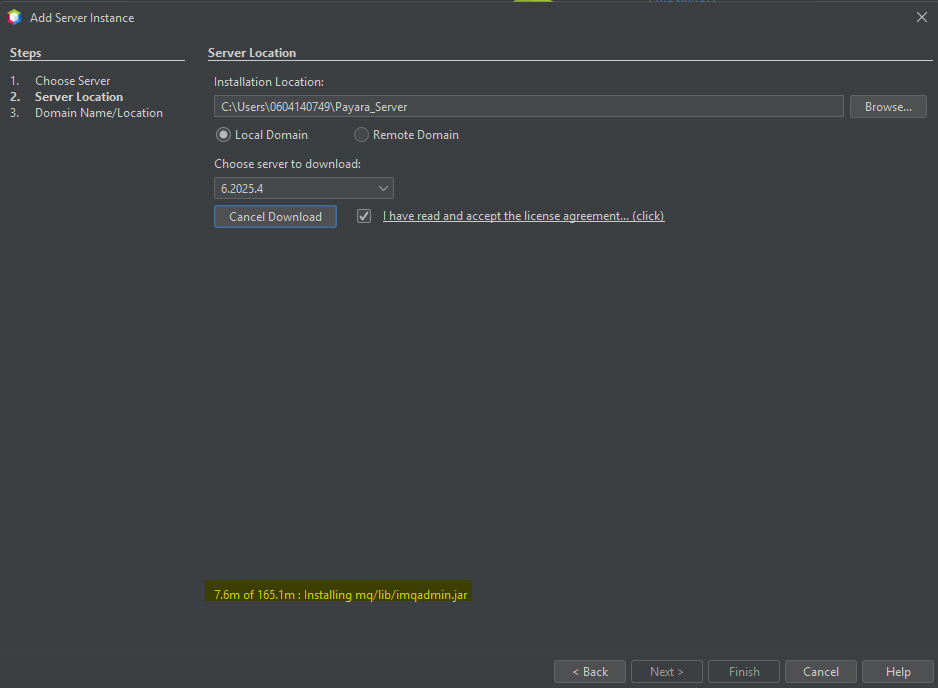 Add Server Instance
Steps
1. Choose Server
2. Server Location
3. Domain Name/Location
Server Location
Installation Location:
C:\Users\0604140749\Payara_Server
Browse...
Local Domain
Remote Domain
Choose server to download:
6.2025.4
Cancel Download
I have read and accept the license agreement... (click)
7.6m of 165.1m : Installing mq/lib/imqadmin.jar
< Back
Next >
Finish
Cancel
Help